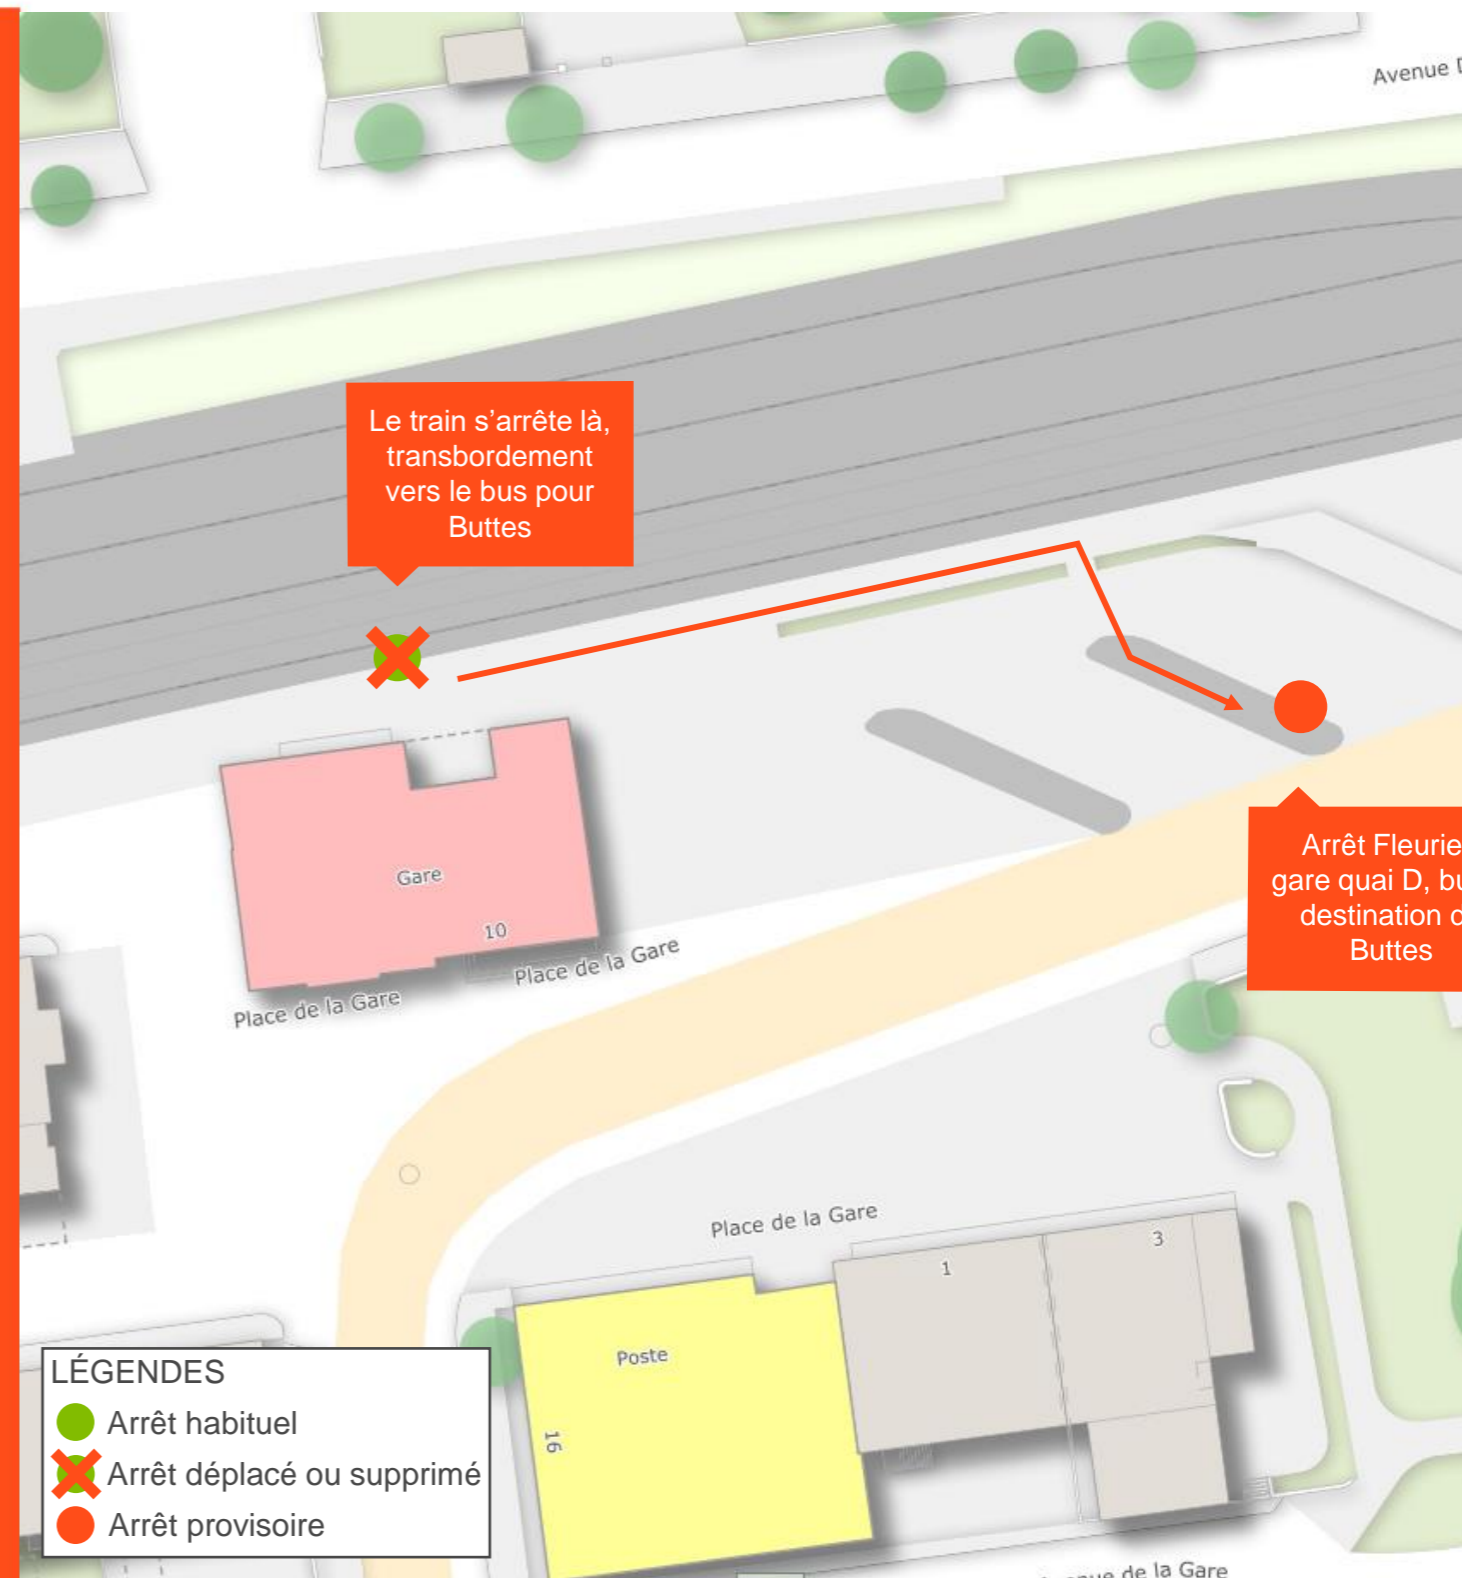 Avenue
Le train s’arrête là,
transbordement
vers le bus pour
Buttes
Gare
10
Place de la Gare
Place de la Gare
Arrêt
gare quai D,
destination
Buttes
Place de la Gare
1
3
Poste
16
LÉGENDES
Arrêt habituel
Arrêt déplacé ou supprimé
Arrêt provisoire
de la Gare